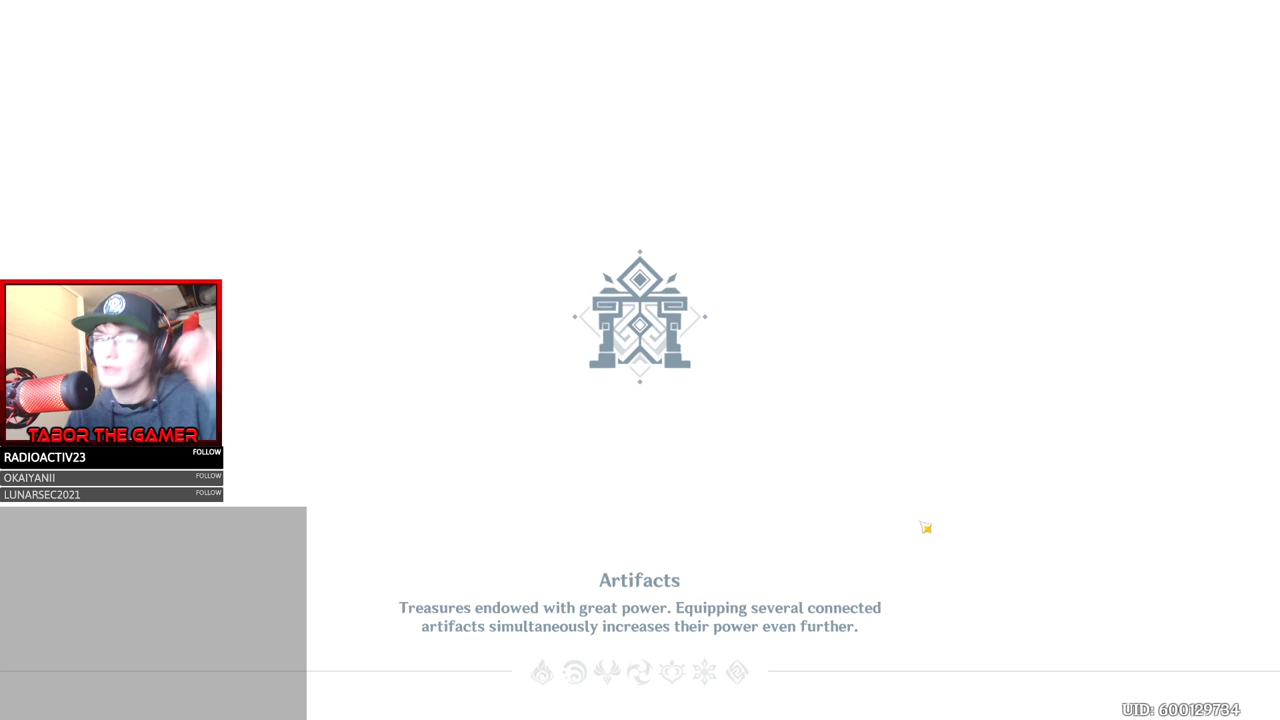 TABOR THE GAMER
RADIOACTIV23 FOLLOW
OKAIYANII FOLLOW
LUNARSEC2021 FOLLOW
Artifacts
Treasures endowed with great power. Equipping several connected
artifacts simultaneously increases their power even further.
UID: 600129734